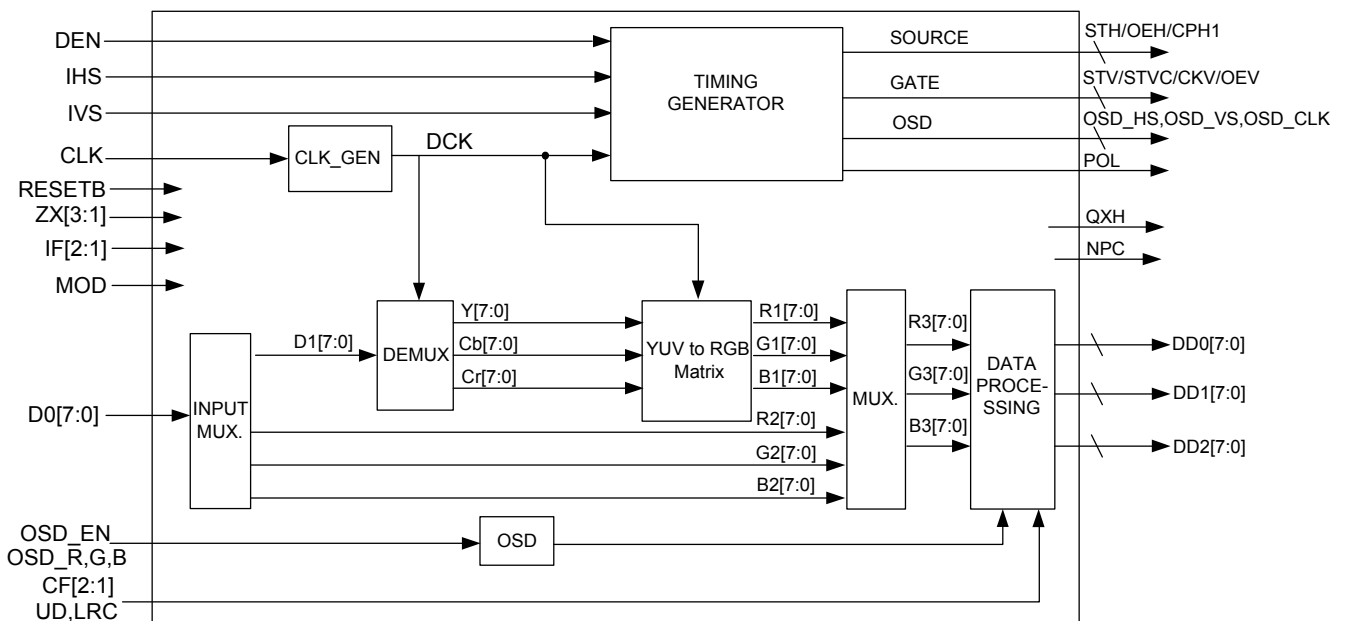 DEN
IHS
IVS
CLK
RESETB
ZX[3:1]
IF[2:1]
MOD
D0[7:0]
OSD_EN
OSD_R,G,B
CF[2:1]
UD,LRC
CLK_GEN
DCK
TIMING
GENERATOR
SOURCE
GATE
OSD
STH/OEH/CPH1
STV/STVC/CKV/OEV
OSD_HS,OSD_VS,OSD_CLK
POL
QXH
NPC
INPUT
MUX.
D1[7:0]
DEMUX
Y[7:0]
Cb[7:0]
Cr[7:0]
YUV to RGB
Matrix
R1[7:0]
G1[7:0]
B1[7:0]
R2[7:0]
G2[7:0]
B2[7:0]
MUX.
R3[7:0]
G3[7:0]
B3[7:0]
DATA
PROCE-
SSING
DD0[7:0]
DD1[7:0]
DD2[7:0]
OSD